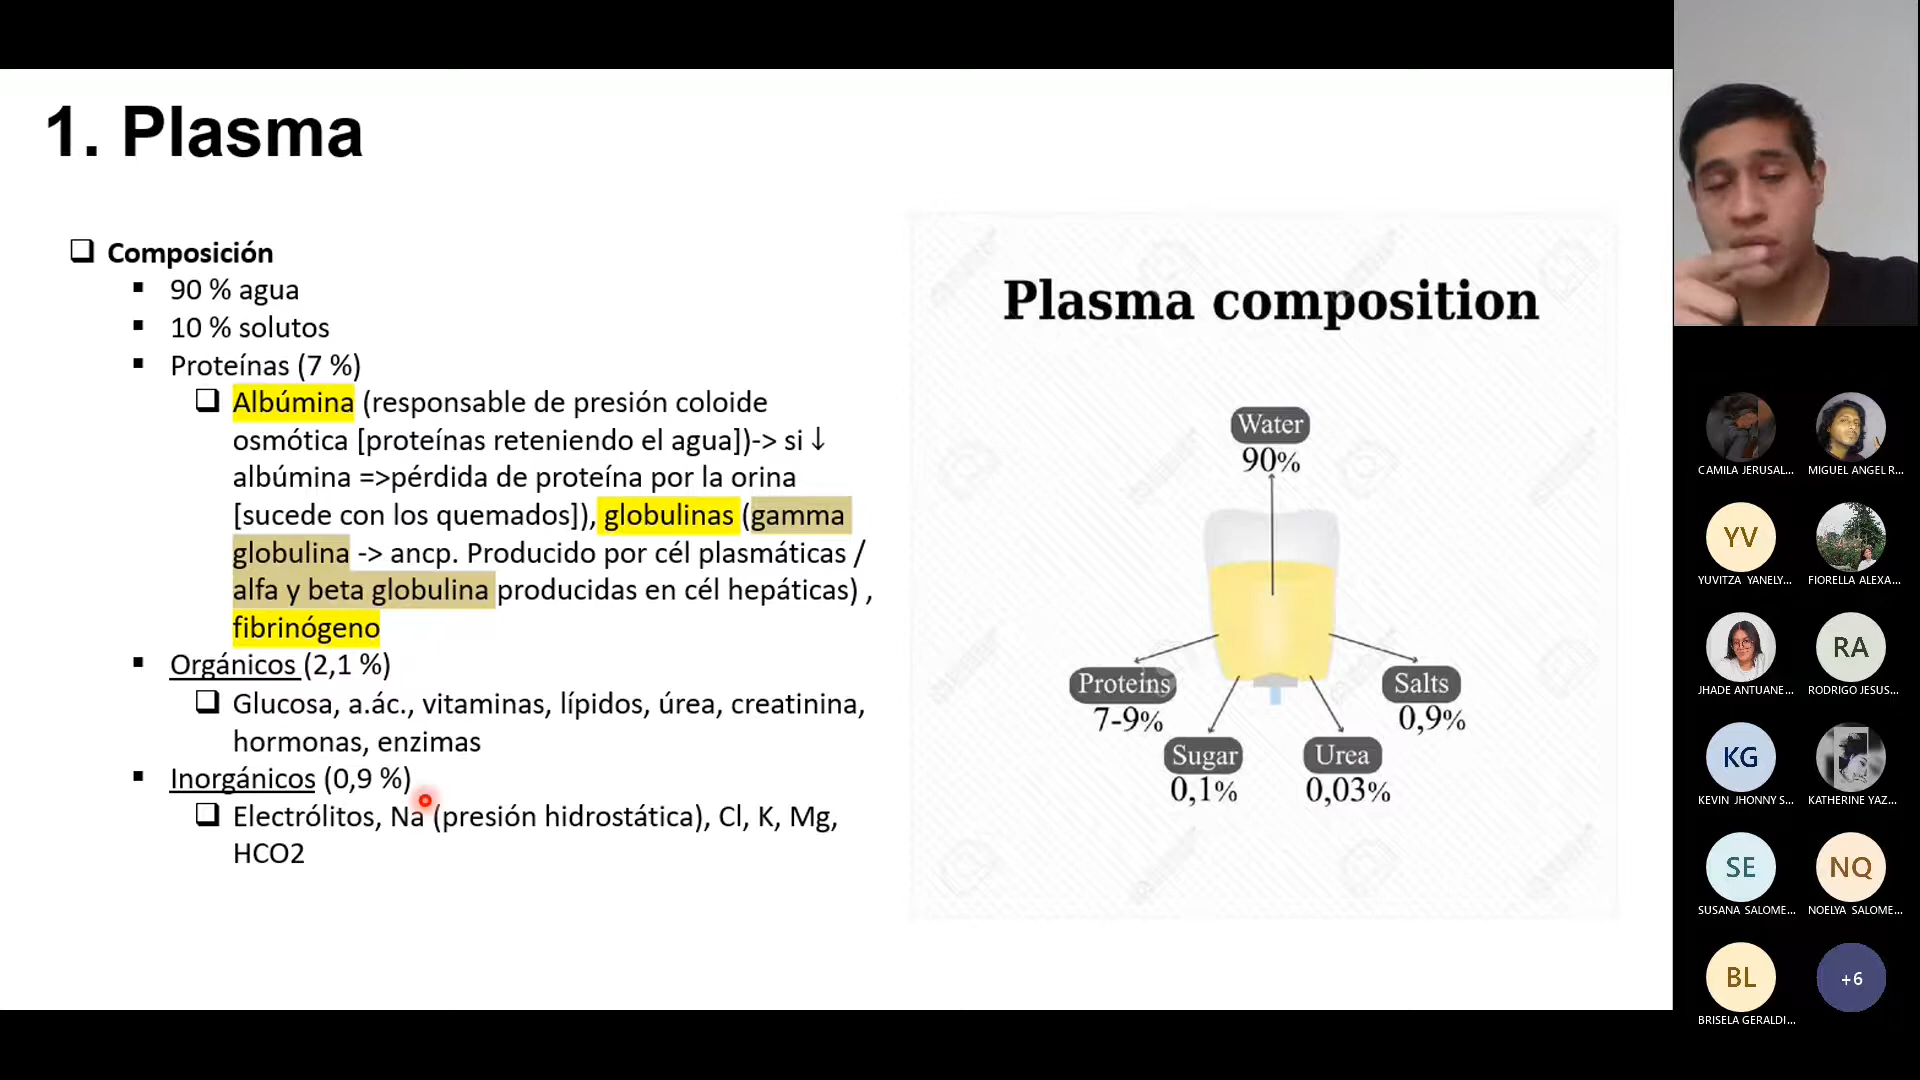 1. Plasma
❑ Composición
▪ 90 % agua
▪ 10 % solutos
▪ Proteínas (7 %)
❑ Albúmina (responsable de presión coloide
osmótica [proteínas reteniendo el agua])-> si ↓
albúmina =>pérdida de proteína por la orina
[sucede con los quemados]), globulinas (gamma
globulina -> ancp. Producido por cél plasmáticas /
alfa y beta globulina producidas en cél hepáticas) ,
fibrinógeno
▪ Orgánicos (2,1 %)
❑ Glucosa, a.ác., vitaminas, lípidos, úrea, creatinina,
hormonas, enzimas
▪ Inorgánicos (0,9 %)
❑ Electrólitos, Na (presión hidrostática), Cl, K, Mg,
HCO2
Plasma composition
Water
90%
Proteins
7-9%
Salts
0,9%
Sugar
0,1%
Urea
0,03%
CAMILA JERUSAL...
MIGUEL ANGEL R...
YV
YUVITZA YANELY...
FIORELLA ALEXA...
JHADE ANTUANE...
RA
RODRIGO JESUS...
KG
KEVIN JHONNY S...
KATHERINE YAZ...
SE
SUSANA SALOME...
NQ
NOELYA SALOME...
BL
BRISELA GERALDI...
+6